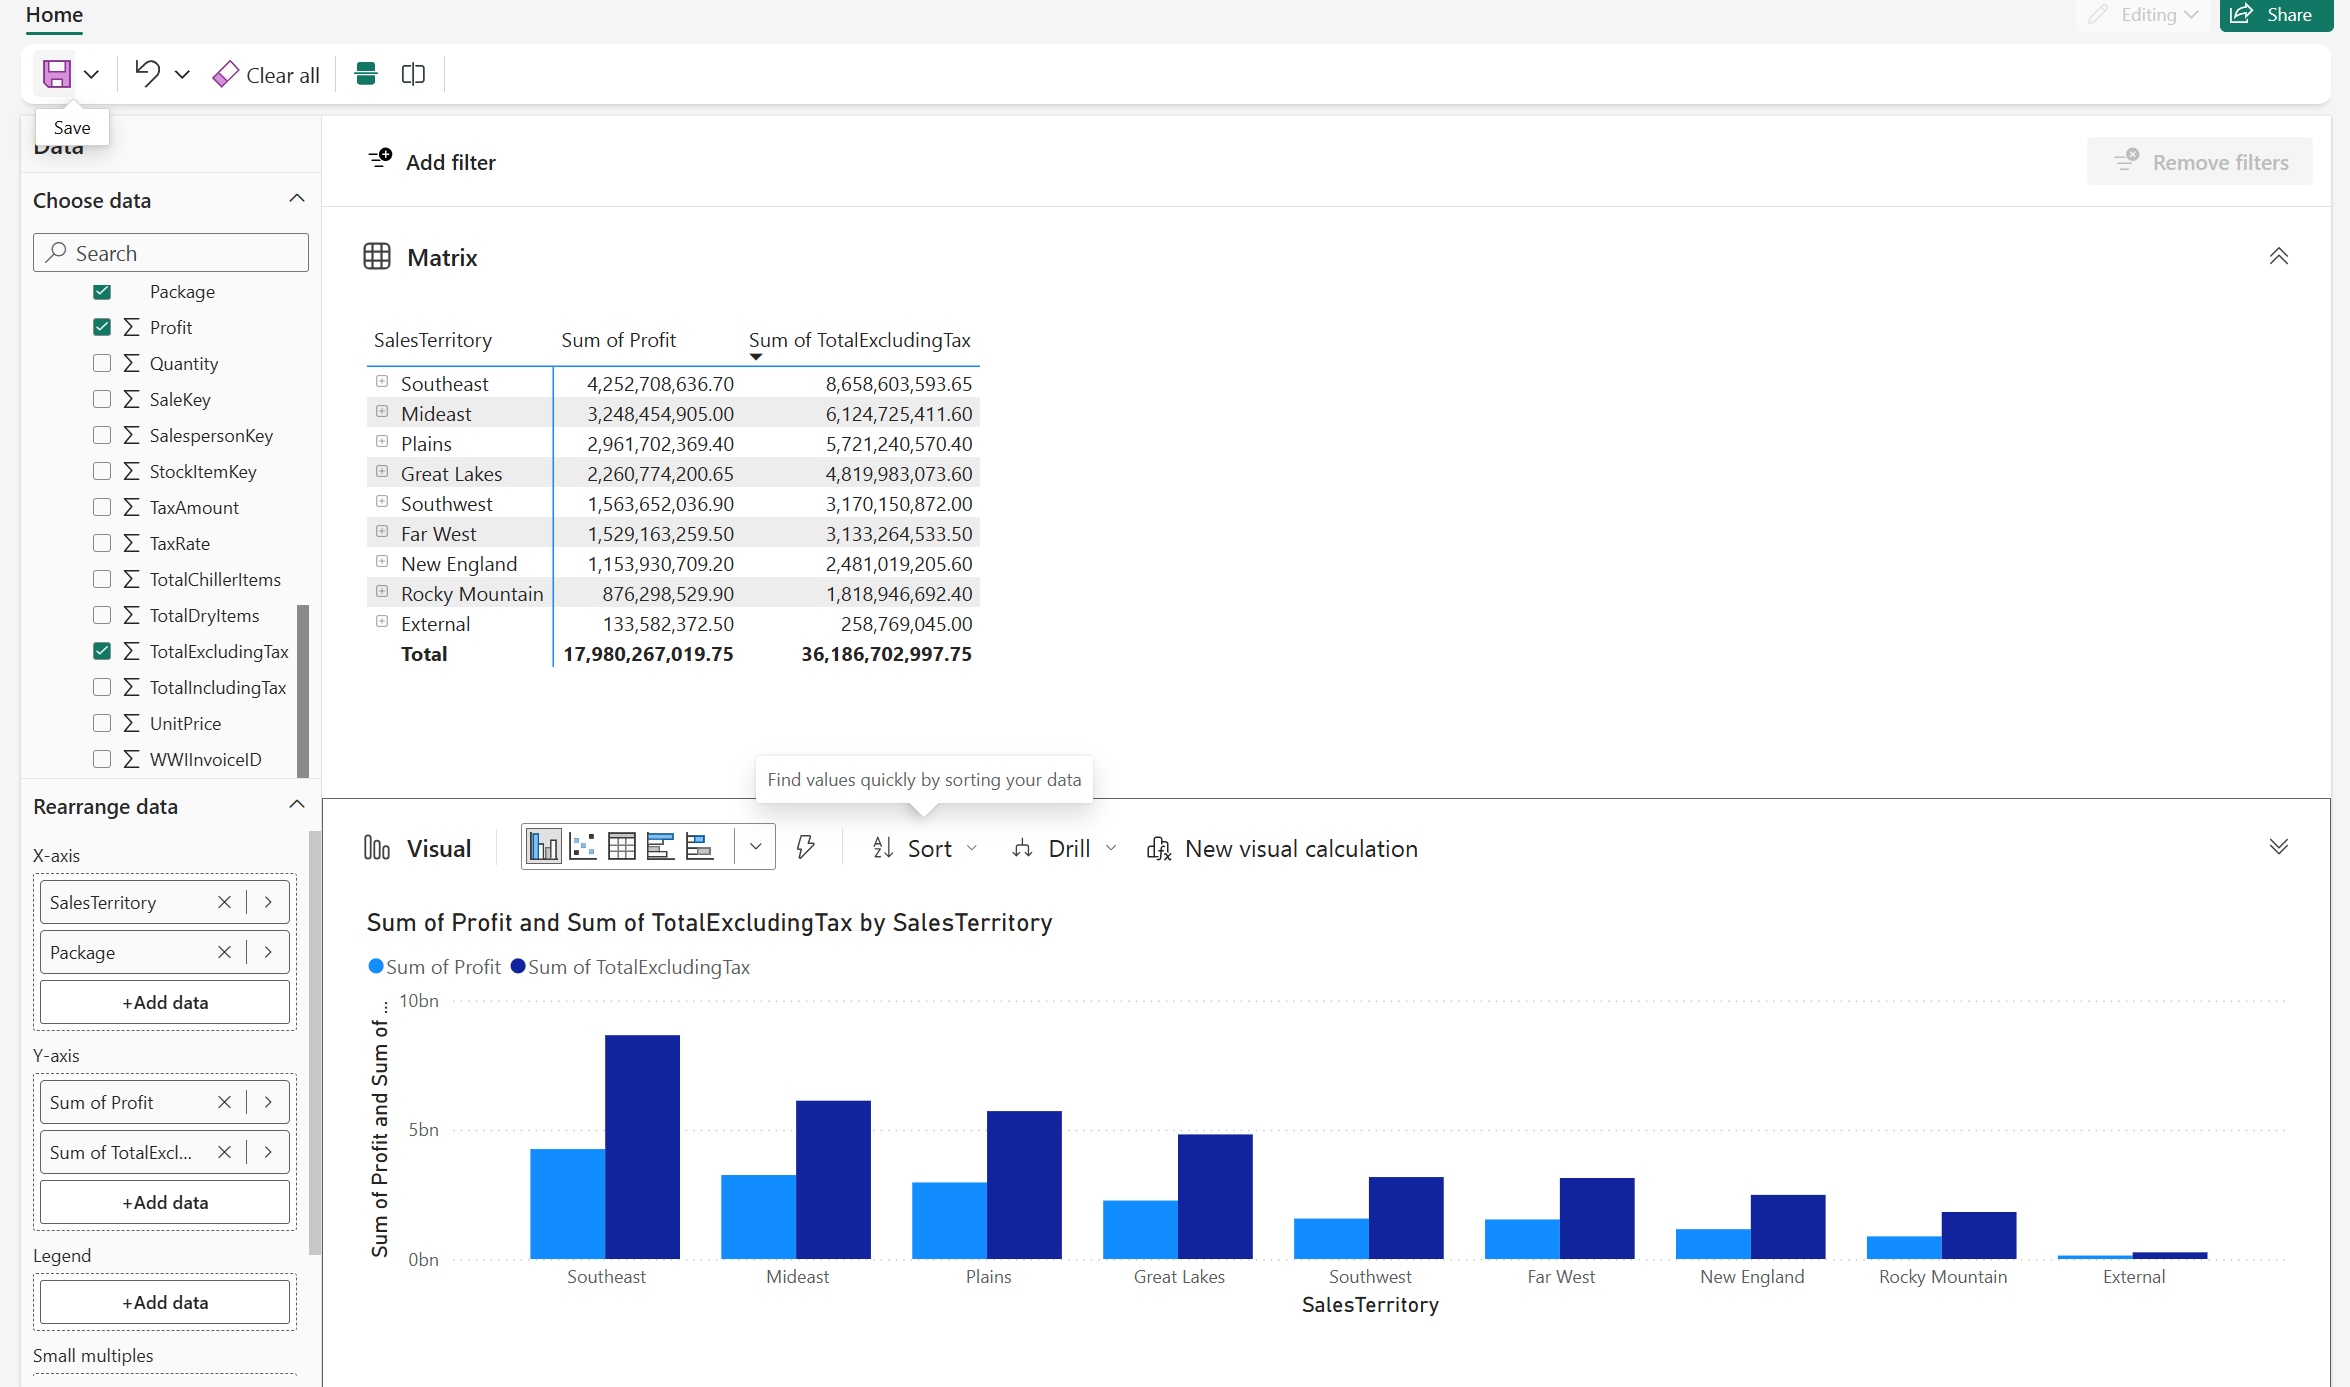 Home
Editing
Share
Clear all
Save
Data
Choose data
Search
Package
Profit
Quantity
SaleKey
SalespersonKey
StockItemKey
TaxAmount
TaxRate
TotalChillerItems
TotalDryItems
TotalExcludingTax
TotalIncludingTax
UnitPrice
WWIInvoiceID
Rearrange data
X-axis
SalesTerritory
Package
+Add data
Y-axis
Sum of Profit
Sum of TotalExcl...
+Add data
Legend
+Add data
Small multiples
Add filter
Remove filters
Matrix
SalesTerritory Sum of Profit Sum of TotalExcludingTax
Southeast 4,252,708,636.70 8,658,603,593.65
Mideast 3,248,454,905.00 6,124,725,411.60
Plains 2,961,702,369.40 5,721,240,570.40
Great Lakes 2,260,774,200.65 4,819,983,073.60
Southwest 1,563,652,036.90 3,170,150,872.00
Far West 1,529,163,259.50 3,133,264,533.50
New England 1,153,930,709.20 2,481,019,205.60
Rocky Mountain 876,298,529.90 1,818,946,692.40
External 133,582,372.50 258,769,045.00
Total 17,980,267,019.75 36,186,702,997.75
Find values quickly by sorting your data
Visual
Sort
Drill
New visual calculation
Sum of Profit and Sum of TotalExcludingTax by SalesTerritory
Sum of Profit Sum of TotalExcludingTax
Sum of Profit and Sum of ...
10bn
5bn
0bn
Southeast Mideast Plains Great Lakes Southwest Far West New England Rocky Mountain External
SalesTerritory